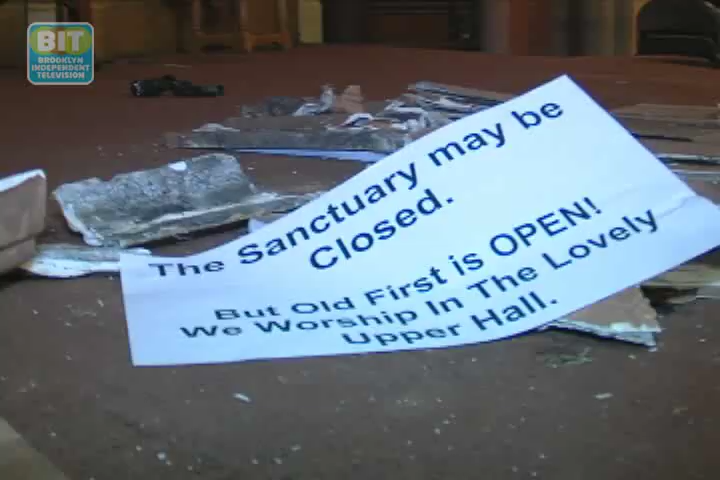 BIT
BROOKLYN
INDEPENDENT
TELEVISION
The Sanctuary may be
Closed.
But Old First is OPEN!
We Worship In The Lovely
Upper Hall.